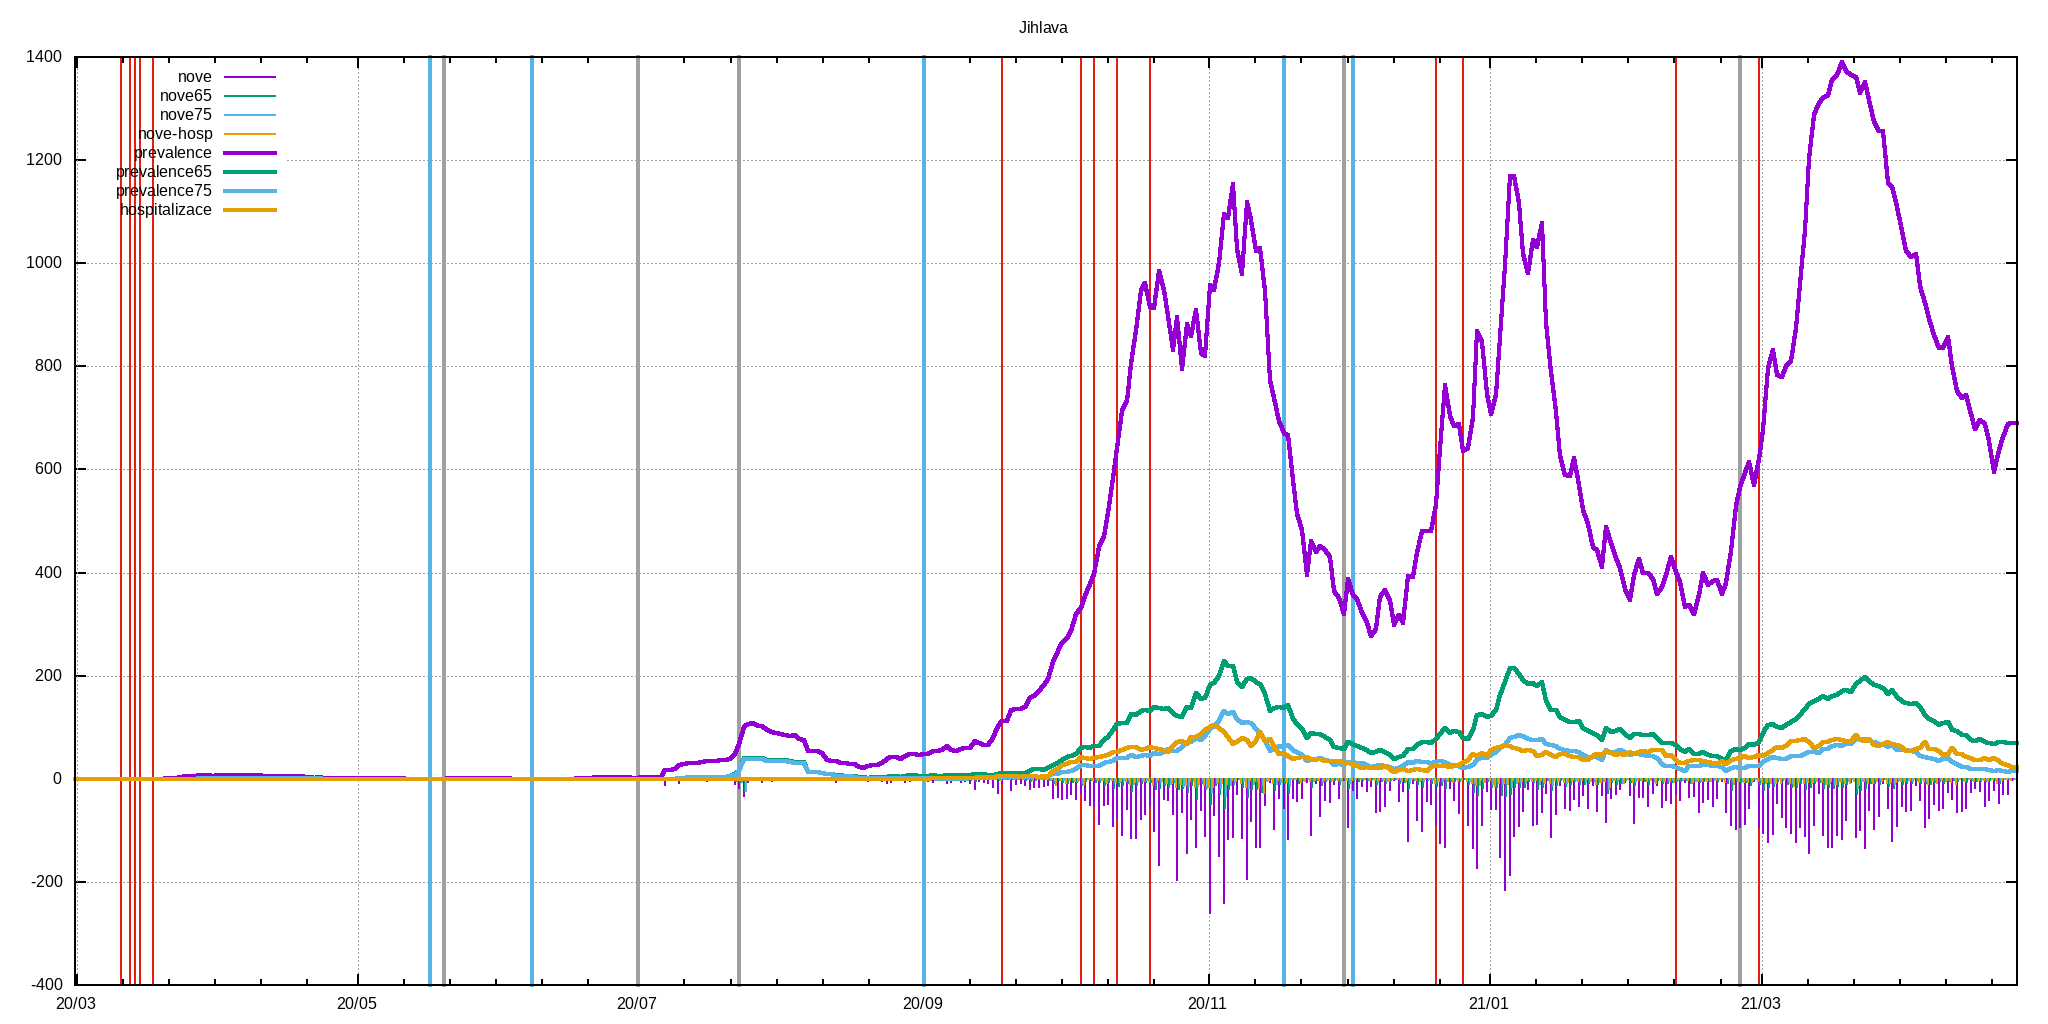 Jihlava
1400
1200
1000
800
600
400
200
0
-200
-400
nove
nove65
nove75
nove-hosp
prevalence
prevalence65
prevalence75
hospitalizace
20/03 20/05 20/07 20/09 20/11 21/01 21/03